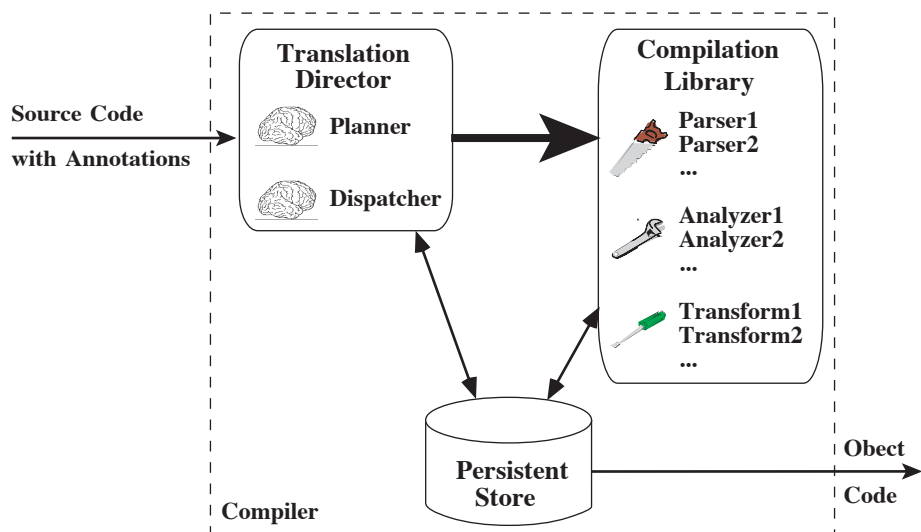 Translation
Director
Planner
Dispatcher
Compilation
Library
Parser1
Parser2
...
Analyzer1
Analyzer2
...
Transform1
Transform2
...
Source Code
with Annotations
Persistent
Store
Obect
Code
Compiler